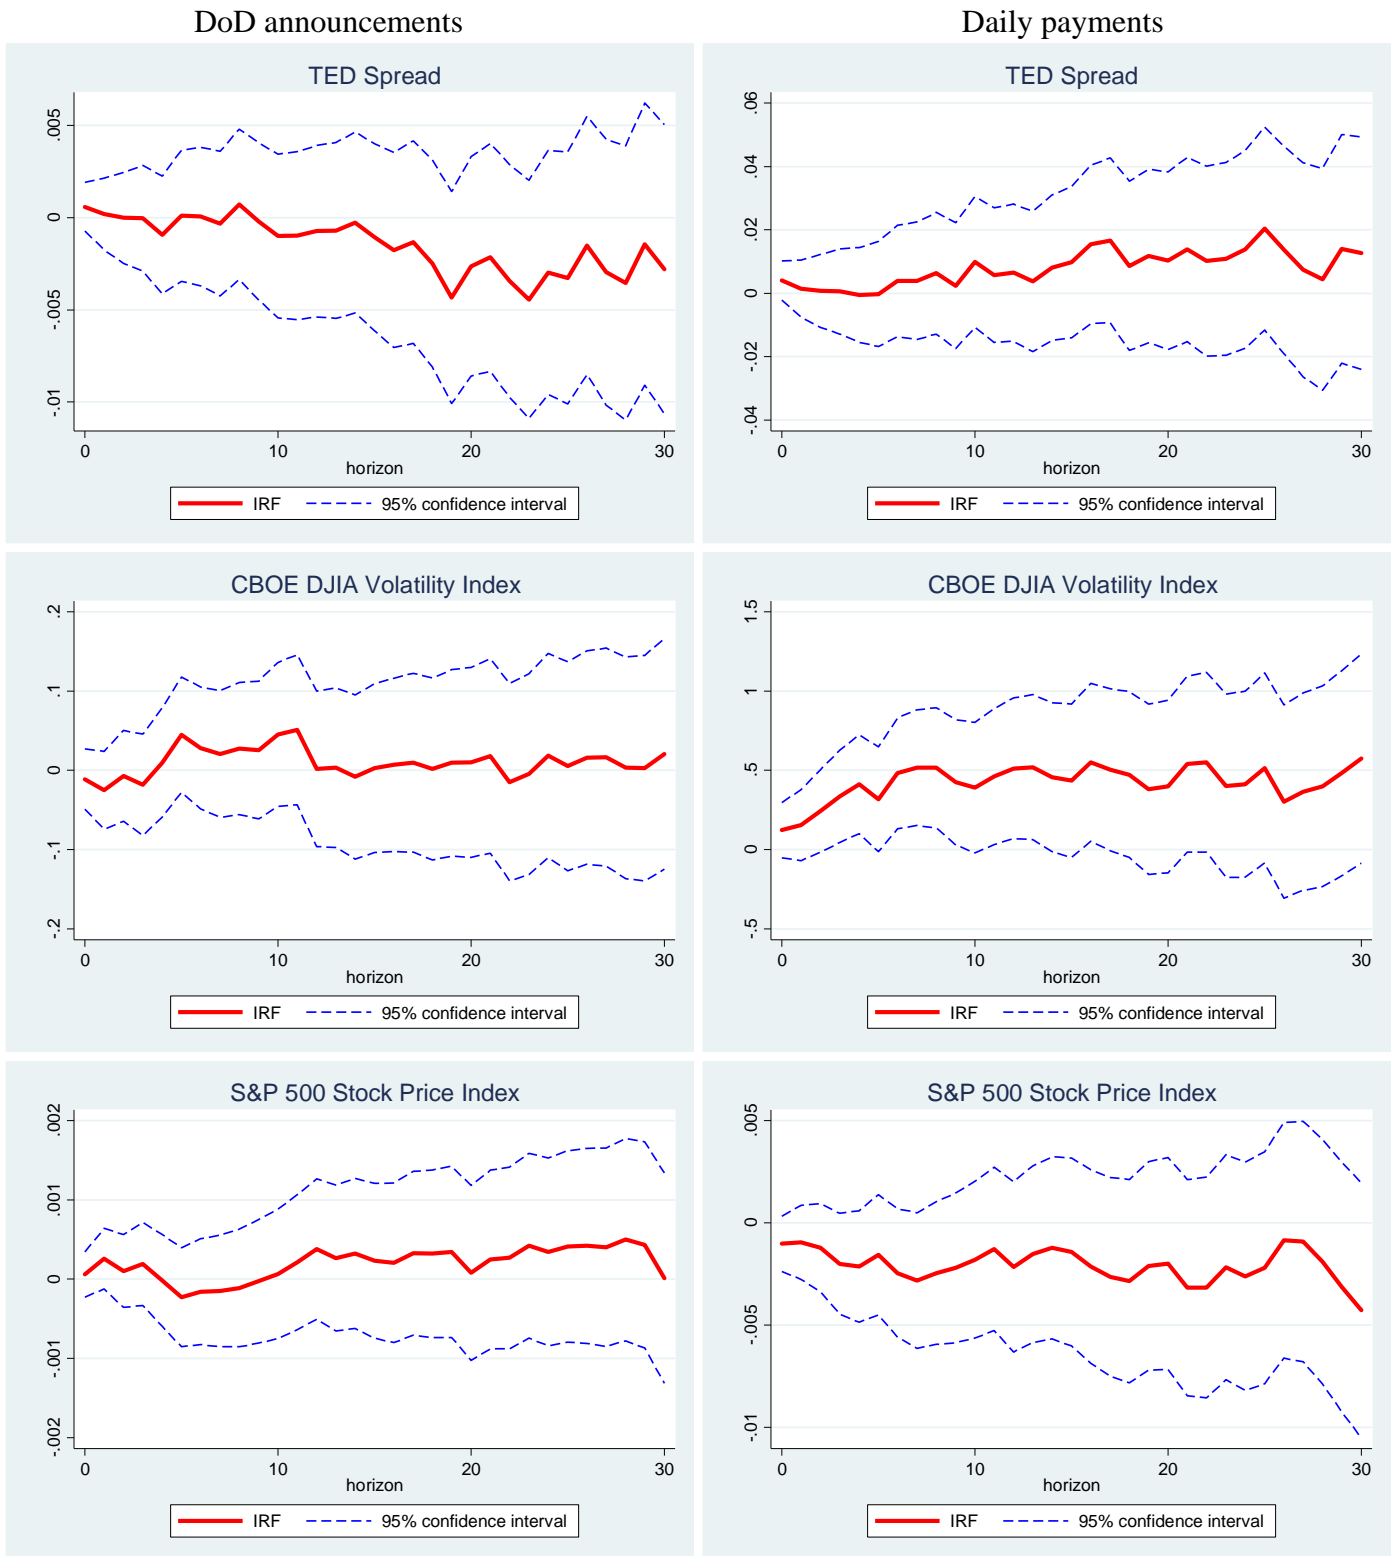 DoD announcements
Daily payments
TED Spread
.005
0
-.005
-.01
0
10
20
30
horizon
IRF
95% confidence interval
TED Spread
.06
.04
.02
0
-.02
-.04
0
10
20
30
horizon
IRF
95% confidence interval
CBOE DJIA Volatility Index
.2
.1
0
-.1
-.2
0
10
20
30
horizon
IRF
95% confidence interval
CBOE DJIA Volatility Index
1.5
1
.5
0
-.5
0
10
20
30
horizon
IRF
95% confidence interval
S&P 500 Stock Price Index
.002
.001
0
-.001
-.002
0
10
20
30
horizon
IRF
95% confidence interval
S&P 500 Stock Price Index
.005
0
-.005
-.01
0
10
20
30
horizon
IRF
95% confidence interval